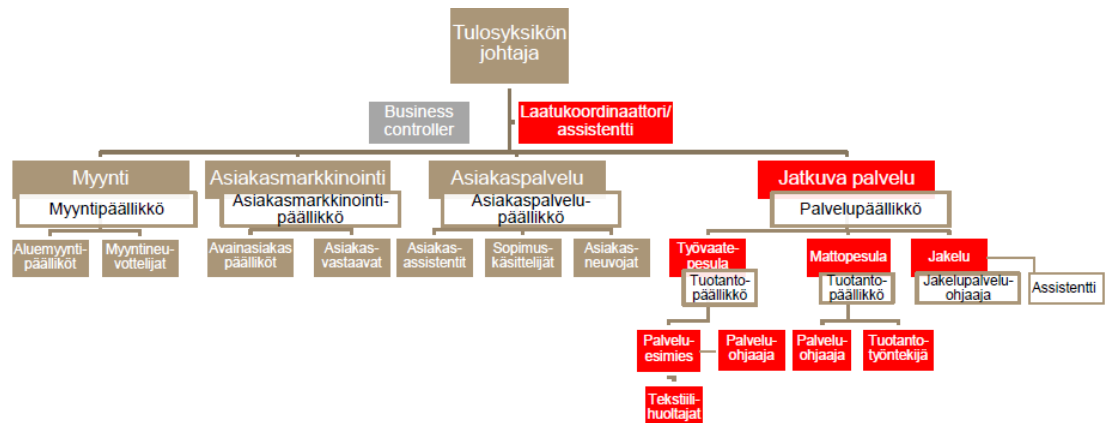 Tulosyksikön
johtaja
Business
controller
Laatukoordinaattori/
assistentti
Myynti
Myyntipäällikkö
Asiakasmarkkinointi
Asiakasmarkkinointi-
päällikkö
Asiakaspalvelu
Asiakaspalvelu-
päällikkö
Jatkuva palvelu
Palvelupäällikkö
Aluemyynti-
päälliköt
Myyntineu-
vottelijat
Avainasiakas
päälliköt
Asiakas-
vastaavat
Asiakas-
assistentit
Sopimus-
käsittelijät
Asiakas-
neuvojat
Työvaate-
pesula
Tuotanto-
päällikkö
Mattopesula
Tuotanto-
päällikkö
Jakelu
Jakelupalvelu-
ohjaaja
Assistentti
Palvelu-
esimies
Palvelu-
ohjaaja
Palvelu-
ohjaaja
Tuotanto-
työntekijä
Tekstiili-
huoltajat